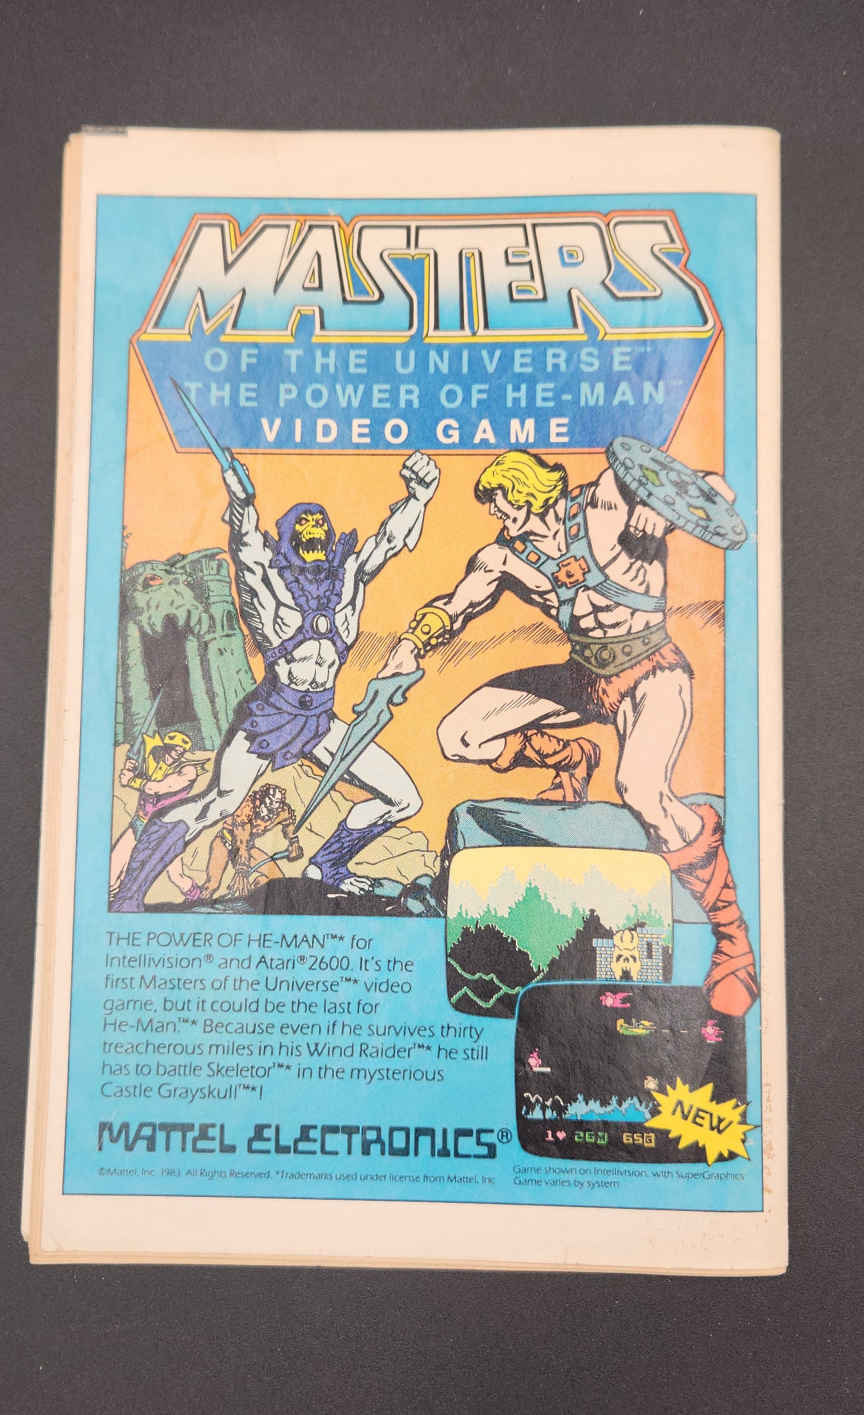 MASTERS
OF THE UNIVERSE™
THE POWER OF HE-MAN™
VIDEO GAME
THE POWER OF HE-MAN™* for
Intellivision® and Atari® 2600. It's the
first Masters of the Universe™* video
game, but it could be the last for
He-Man.™* Because even if he survives thirty
treacherous miles in his Wind Raider™* he still
has to battle Skeletor™* in the mysterious
Castle Grayskull™*!
NEW
MATTEL ELECTRONICS®
©Mattel, Inc. 1983. All Rights Reserved. *Trademarks used under license from Mattel, Inc.
Game shown on Intellivision, with SuperGraphics
Game varies by system